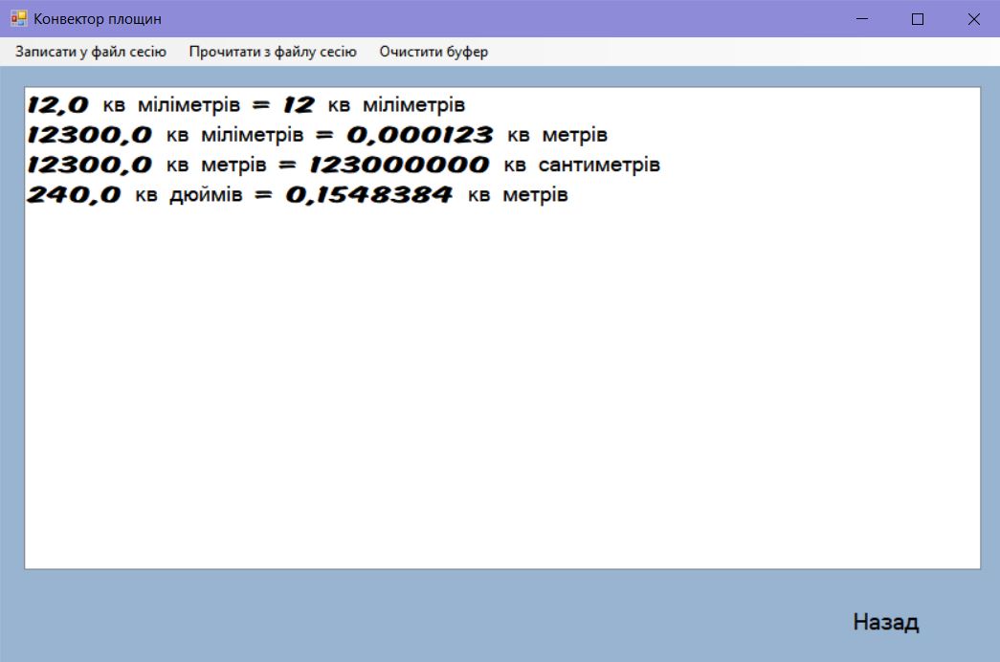 Конвектор площин
Записати у файл сесію Прочитати з файлу сесію Очистити буфер
12,0 кв міліметрів = 12 кв міліметрів
12300,0 кв міліметрів = 0,000123 кв метрів
12300,0 кв метрів = 123000000 кв сантиметрів
240,0 кв дюймів = 0,1548384 кв метрів
Назад